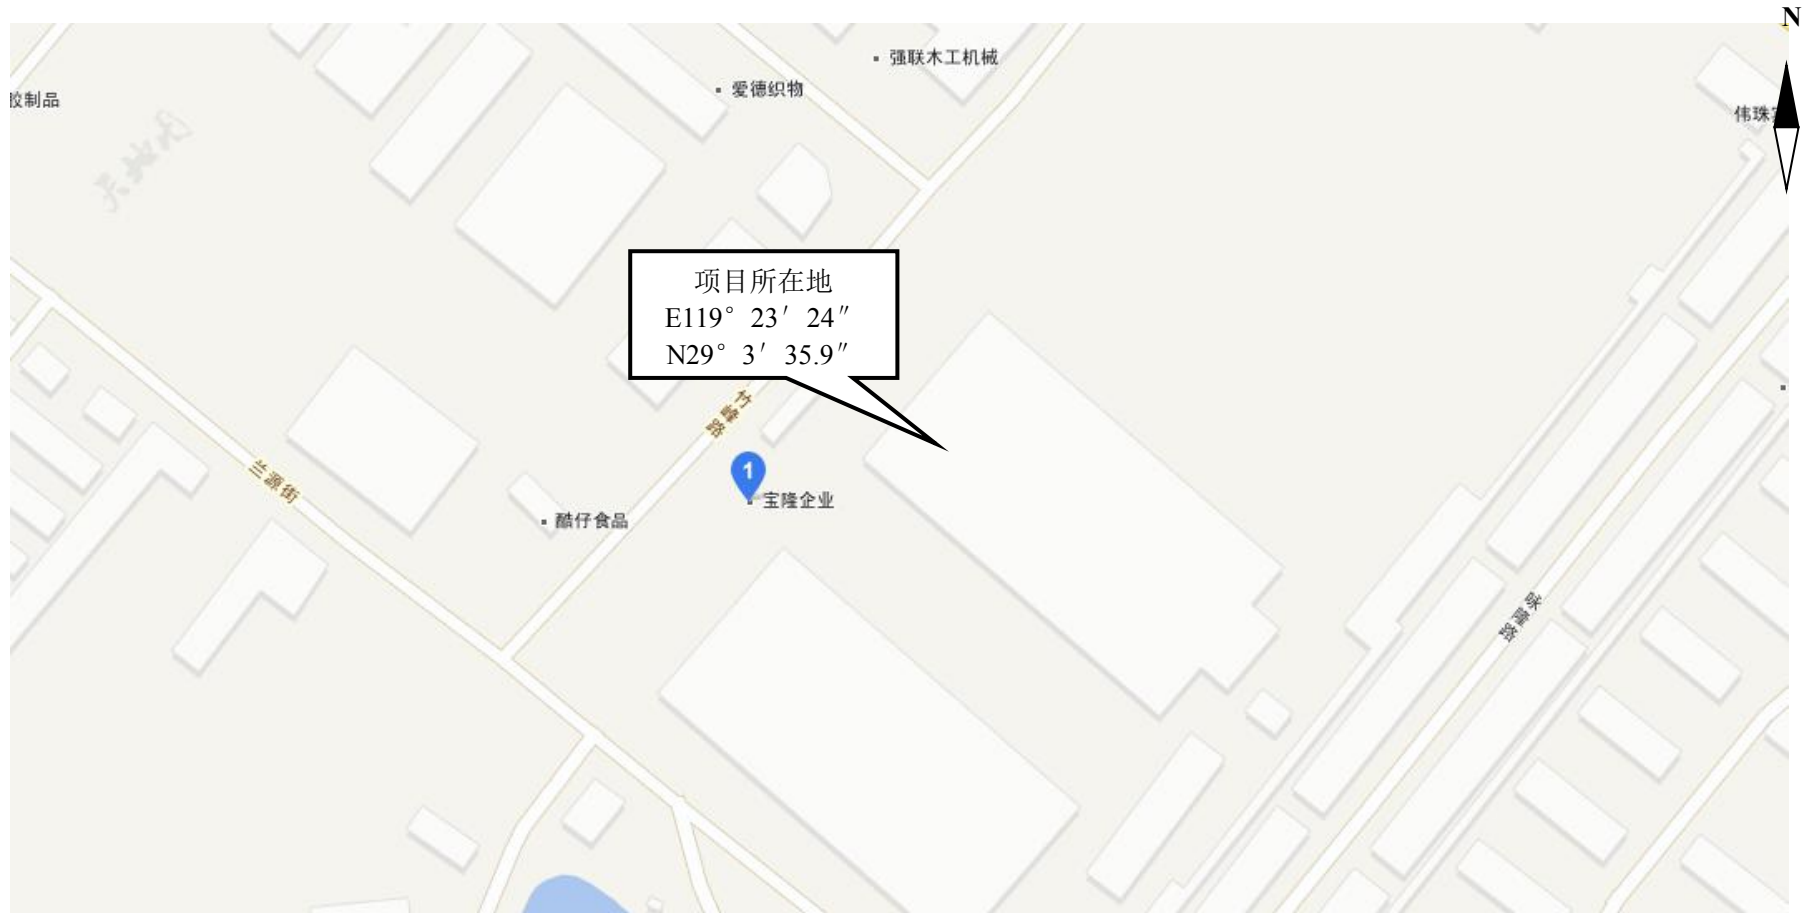 N
强联木工机械
爱德织物
胶制品
伟珠
项目所在地
E119° 23′ 24″
N29° 3′ 35.9″
竹峰路
1
宝隆企业
兰源街
酷仔食品
咏隆路